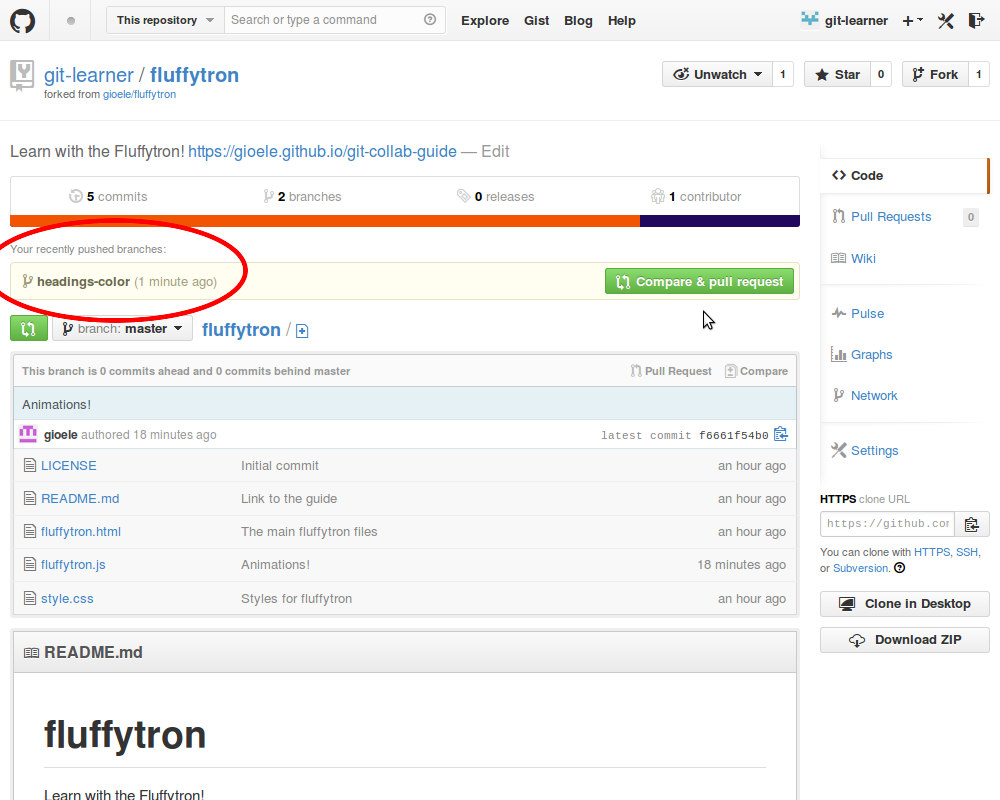 This repository Search or type a command Explore Gist Blog Help git-learner
git-learner / fluffytron
forked from gioele/fluffytron
Unwatch 1 Star 0 Fork 1
Learn with the Fluffytron! https://gioele.github.io/git-collab-guide — Edit
5 commits 2 branches 0 releases 1 contributor
Your recently pushed branches:
headings-color (1 minute ago) Compare & pull request
branch: master fluffytron /
This branch is 0 commits ahead and 0 commits behind master Pull Request Compare
Animations!
gioele authored 18 minutes ago latest commit f6661f54b0
LICENSE Initial commit an hour ago
README.md Link to the guide an hour ago
fluffytron.html The main fluffytron files an hour ago
fluffytron.js Animations! 18 minutes ago
style.css Styles for fluffytron an hour ago
README.md
fluffytron
Learn with the Fluffytron!
Code
Pull Requests 0
Wiki
Pulse
Graphs
Network
Settings
HTTPS clone URL
https://github.com
You can clone with HTTPS, SSH,
or Subversion.
Clone in Desktop
Download ZIP